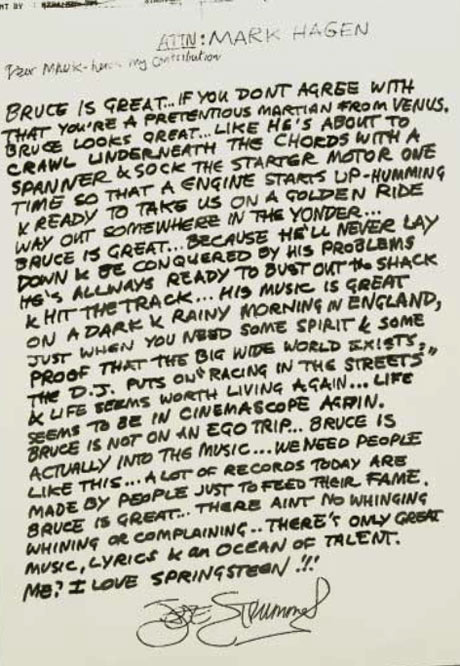 NT BY :
ATTN: MARK HAGEN
Dear MARK - here's my contribution
BRUCE IS GREAT... IF YOU DONT AGREE WITH
THAT YOU'RE A PRETENTIOUS MARTIAN FROM VENUS.
BRUCE LOOKS GREAT... LIKE HE'S ABOUT TO
CRAWL UNDERNEATH THE CHORDS WITH A
SPANNER & SOCK THE STARTER MOTOR ONE
TIME SO THAT A ENGINE STARTS UP-HUMMING
& READY TO TAKE US ON A GOLDEN RIDE
WAY OUT SOMEWHERE IN THE YONDER...
BRUCE IS GREAT... BECAUSE HE'LL NEVER LAY
DOWN & BE CONQUERED BY HIS PROBLEMS
HE'S ALLWAYS READY TO BUST OUT the SHACK
& HIT THE TRACK... HIS MUSIC IS GREAT
ON A DARK & RAINY MORNING IN ENGLAND,
JUST WHEN YOU NEED SOME SPIRIT & SOME
PROOF THAT THE BIG WIDE WORLD EXISTS,
THE D.J. PUTS ON "RACING IN THE STREETS"
& LIFE SEEMS WORTH LIVING AGAIN... LIFE
SEEMS TO BE IN CINEMASCOPE AGAIN.
BRUCE IS NOT ON AN EGO TRIP... BRUCE IS
ACTUALLY INTO THE MUSIC... WE NEED PEOPLE
LIKE THIS... A LOT OF RECORDS TODAY ARE
MADE BY PEOPLE JUST TO FEED THEIR FAME.
BRUCE IS GREAT... THERE AINT NO WHINGING
WHINING OR COMPLAINING.. THERE'S ONLY GREAT
MUSIC, LYRICS & an OCEAN OF TALENT.
ME? I LOVE SPRINGSTEEN !!!
JOE Strummer